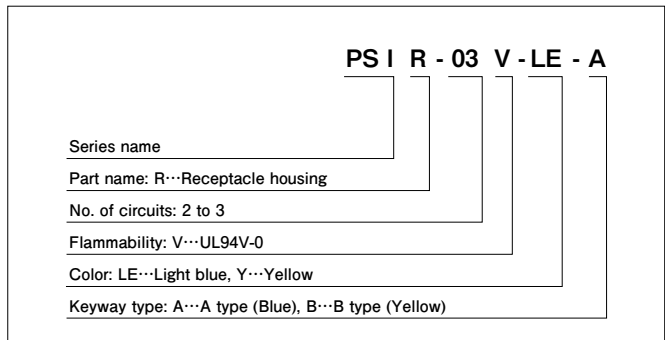 PS I R - 03 V - LE - A
Series name
Part name: R···Receptacle housing
No. of circuits: 2 to 3
Flammability: V···UL94V-0
Color: LE···Light blue, Y···Yellow
Keyway type: A···A type (Blue), B···B type (Yellow)